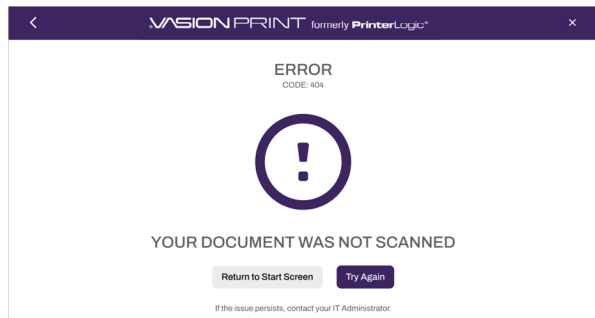 VASION PRINT formerly PrinterLogic
ERROR
CODE: 404
!
YOUR DOCUMENT WAS NOT SCANNED
Return to Start Screen Try Again
If the issue persists, contact your IT Administrator.